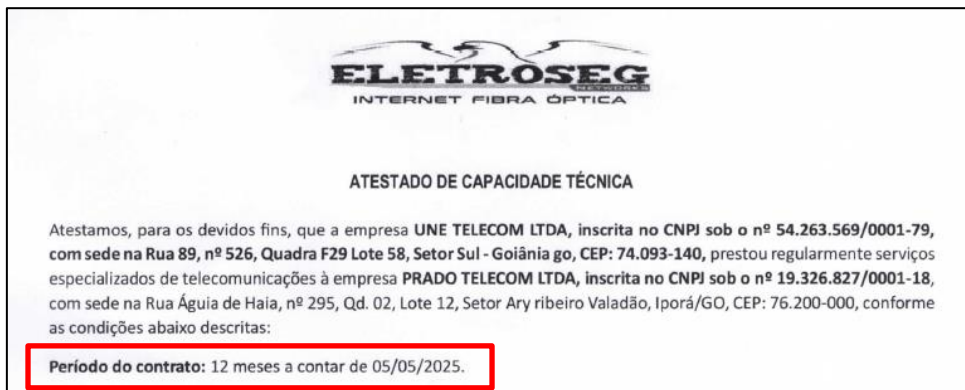 ELETROSEG
NETWORKS
INTERNET FIBRA ÓPTICA
ATESTADO DE CAPACIDADE TÉCNICA
Atestamos, para os devidos fins, que a empresa UNE TELECOM LTDA, inscrita no CNPJ sob o nº 54.263.569/0001-79,
com sede na Rua 89, nº 526, Quadra F29 Lote 58, Setor Sul - Goiânia go, CEP: 74.093-140, prestou regularmente serviços
especializados de telecomunicações à empresa PRADO TELECOM LTDA, inscrita no CNPJ sob o nº 19.326.827/0001-18,
com sede na Rua Águia de Haia, nº 295, Qd. 02, Lote 12, Setor Ary ribeiro Valadão, Iporá/GO, CEP: 76.200-000, conforme
as condições abaixo descritas:
Período do contrato: 12 meses a contar de 05/05/2025.